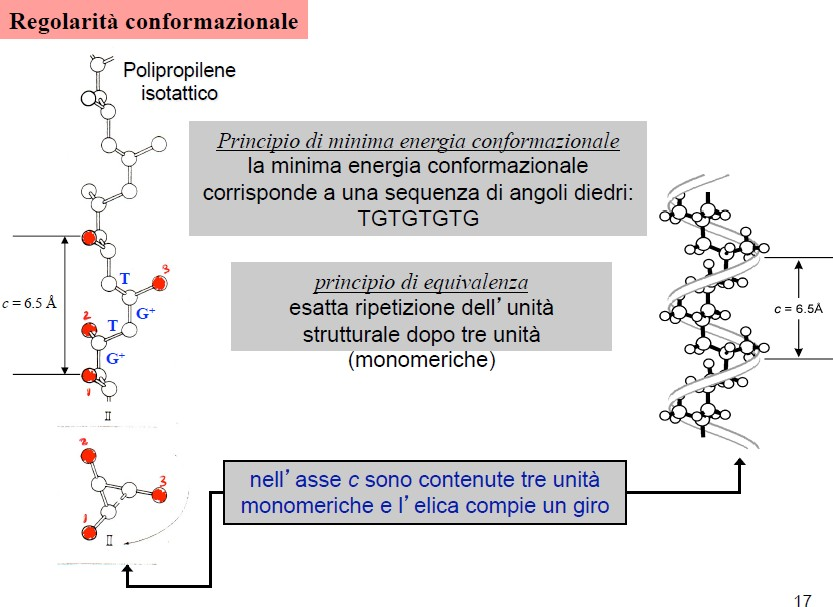 Regolarità conformazionale
Polipropilene
isotattico
Principio di minima energia conformazionale
la minima energia conformazionale
corrisponde a una sequenza di angoli diedri:
TGTGTGTG
principio di equivalenza
esatta ripetizione dell’unità
strutturale dopo tre unità
(monomeriche)
c = 6.5 Å
T
3
G+
2
T
G+
1
II
c = 6.5Å
2
3
1
II
nell’asse c sono contenute tre unità
monomeriche e l’elica compie un giro
17